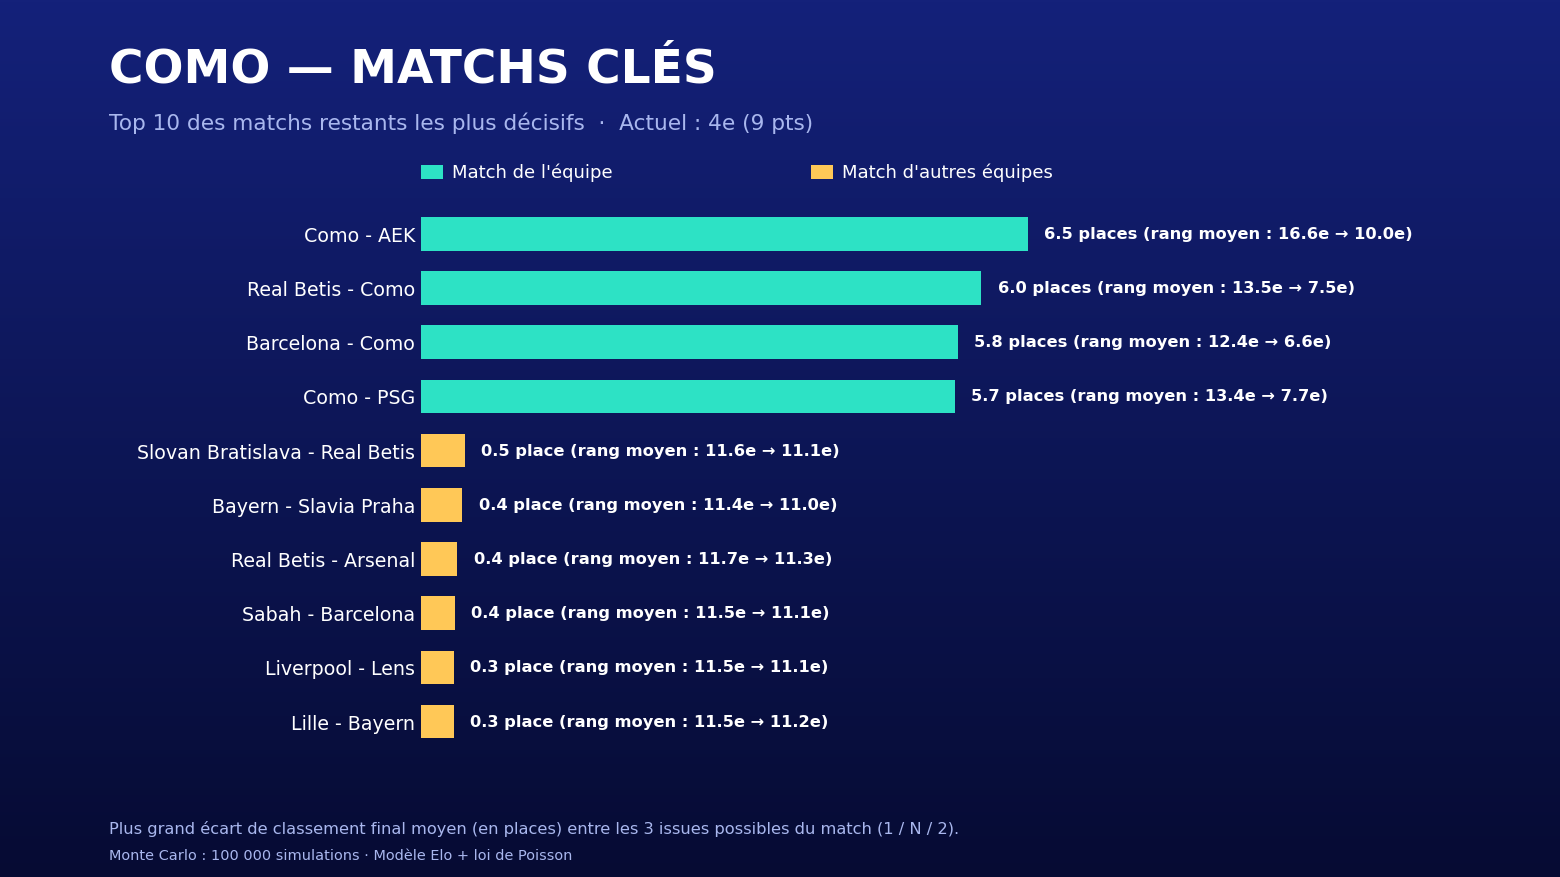 COMO — MATCHS CLÉS
Top 10 des matchs restants les plus décisifs · Actuel : 4e (9 pts)
Match de l'équipe
Match d'autres équipes
Como - AEK 6.5 places (rang moyen : 16.6e → 10.0e)
Real Betis - Como 6.0 places (rang moyen : 13.5e → 7.5e)
Barcelona - Como 5.8 places (rang moyen : 12.4e → 6.6e)
Como - PSG 5.7 places (rang moyen : 13.4e → 7.7e)
Slovan Bratislava - Real Betis 0.5 place (rang moyen : 11.6e → 11.1e)
Bayern - Slavia Praha 0.4 place (rang moyen : 11.4e → 11.0e)
Real Betis - Arsenal 0.4 place (rang moyen : 11.7e → 11.3e)
Sabah - Barcelona 0.4 place (rang moyen : 11.5e → 11.1e)
Liverpool - Lens 0.3 place (rang moyen : 11.5e → 11.1e)
Lille - Bayern 0.3 place (rang moyen : 11.5e → 11.2e)
Plus grand écart de classement final moyen (en places) entre les 3 issues possibles du match (1 / N / 2).
Monte Carlo : 100 000 simulations · Modèle Elo + loi de Poisson